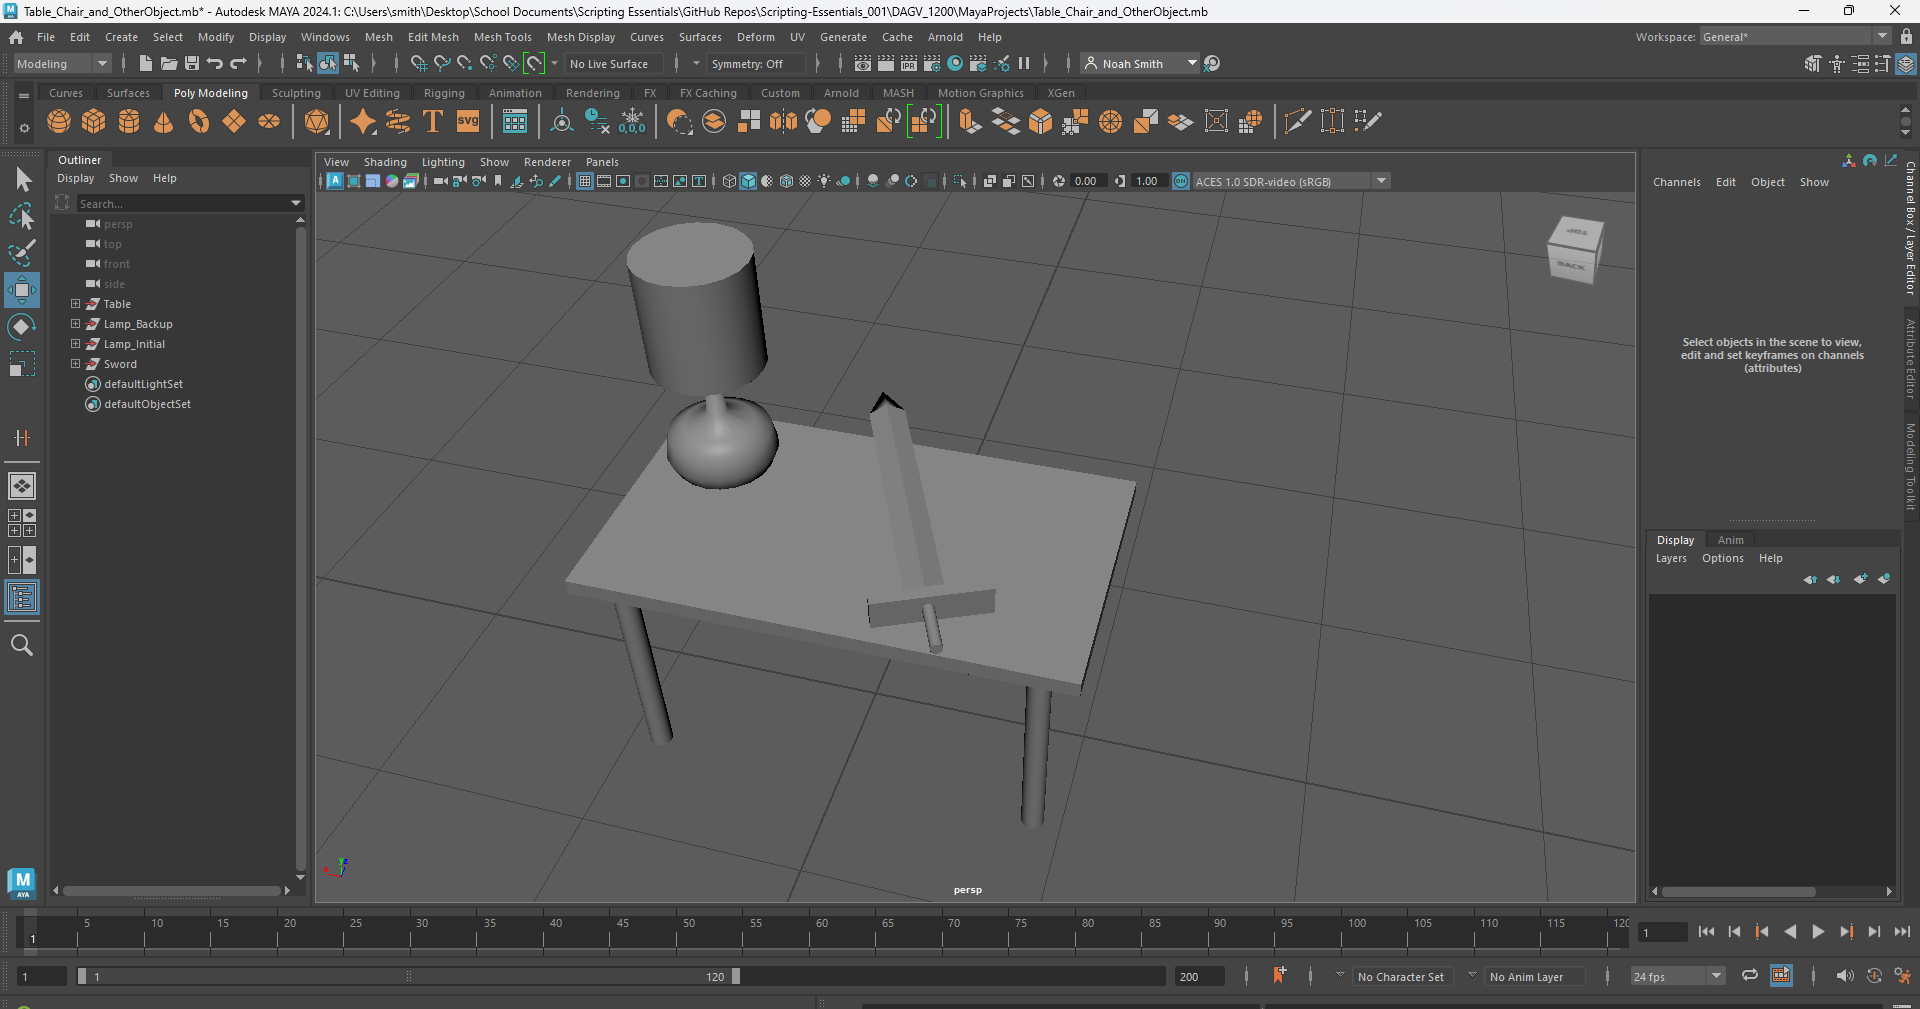 Table_Chair_and_OtherObject.mb* - Autodesk MAYA 2024.1: C:\Users\smith\Desktop\School Documents\Scripting Essentials\GitHub Repos\Scripting-Essentials_001\DAGV_1200\MayaProjects\Table_Chair_and_OtherObject.mb
File Edit Create Select Modify Display Windows Mesh Edit Mesh Mesh Tools Mesh Display Curves Surfaces Deform UV Generate Cache Arnold Help Workspace: General*
Modeling No Live Surface Symmetry: Off IPR Noah Smith
Curves Surfaces Poly Modeling Sculpting UV Editing Rigging Animation Rendering FX FX Caching Custom Arnold MASH Motion Graphics XGen
T svg 0,0,0
Outliner
Display Show Help
Search...
persp
top
front
side
Table
Lamp_Backup
Lamp_Initial
Sword
defaultLightSet
defaultObjectSet
View Shading Lighting Show Renderer Panels
0.00 1.00 ON ACES 1.0 SDR-video (sRGB)
TOP
BACK
persp
Channels Edit Object Show
Select objects in the scene to view,
edit and set keyframes on channels
(attributes)
Channel Box / Layer Editor
Attribute Editor
Modeling Toolkit
Display Anim
Layers Options Help
M
AYA
5 10 15 20 25 30 35 40 45 50 55 60 65 70 75 80 85 90 95 100 105 110 115 120
1 1
1 1 120 200 No Character Set No Anim Layer 24 fps